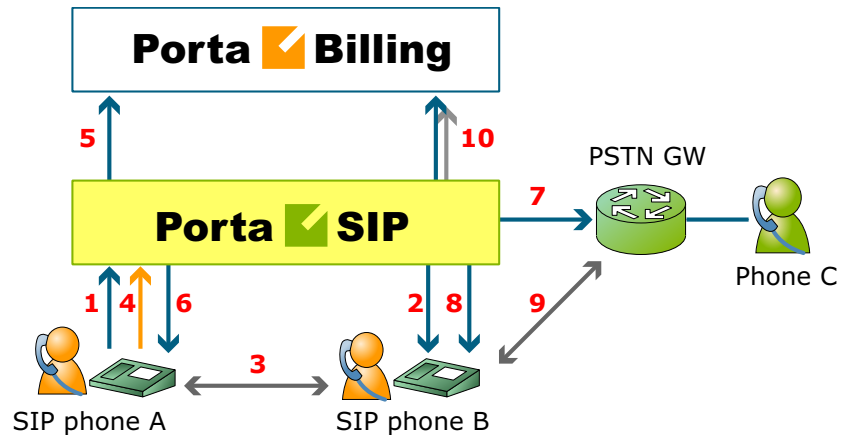 Porta Billing
5
10
PSTN GW
Porta SIP
7
Phone C
1
4
6
2
8
9
3
SIP phone A
SIP phone B